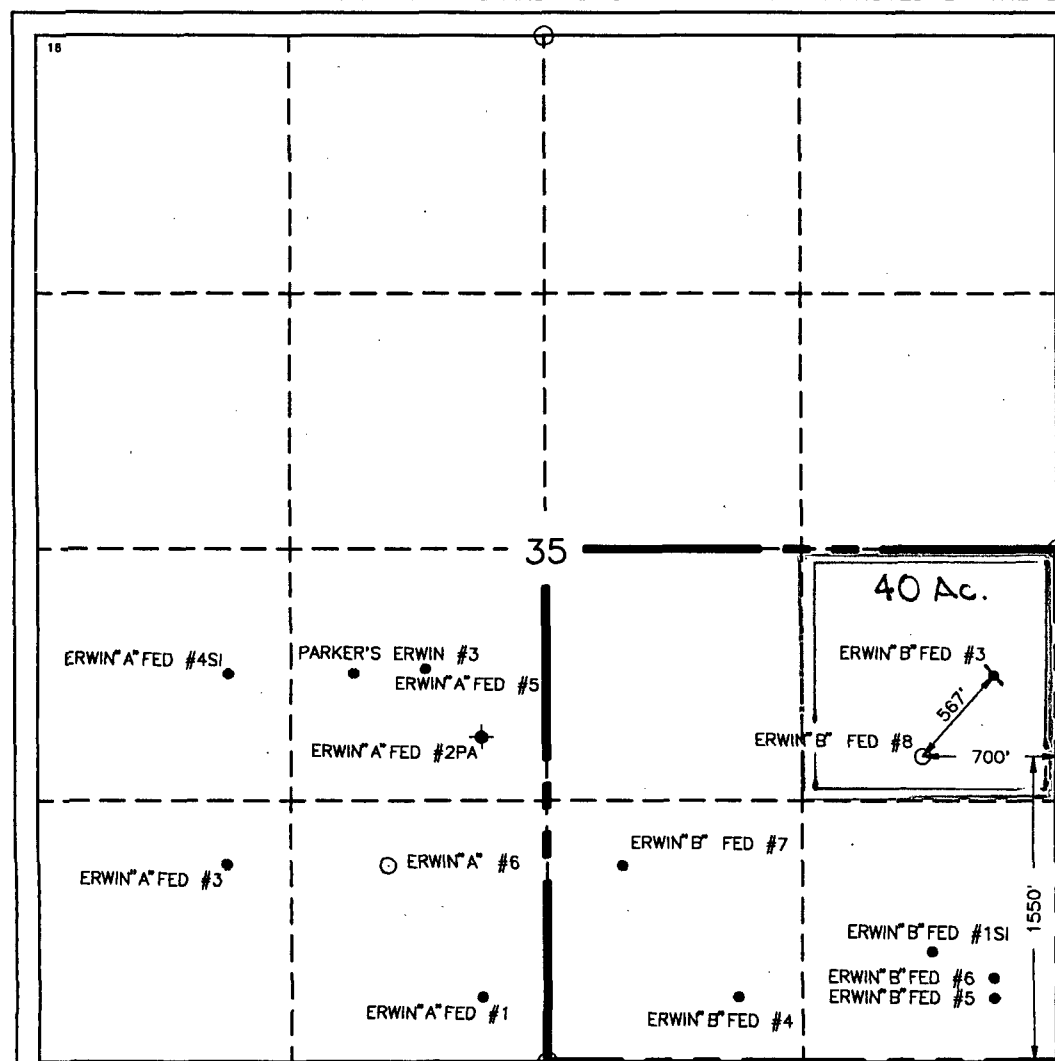 16
35
40 Ac.
ERWIN"A"FED #4SI
PARKER'S ERWIN #3
ERWIN"A"FED #5
ERWIN"B"FED #3
567'
ERWIN"A"FED #2PA
ERWIN"B" FED #8
700'
ERWIN"A"FED #3
ERWIN"A" #6
ERWIN"B" FED #7
1550'
ERWIN"B"FED #1SI
ERWIN"B"FED #6
ERWIN"B"FED #5
ERWIN"A"FED #1
ERWIN"B"FED #4